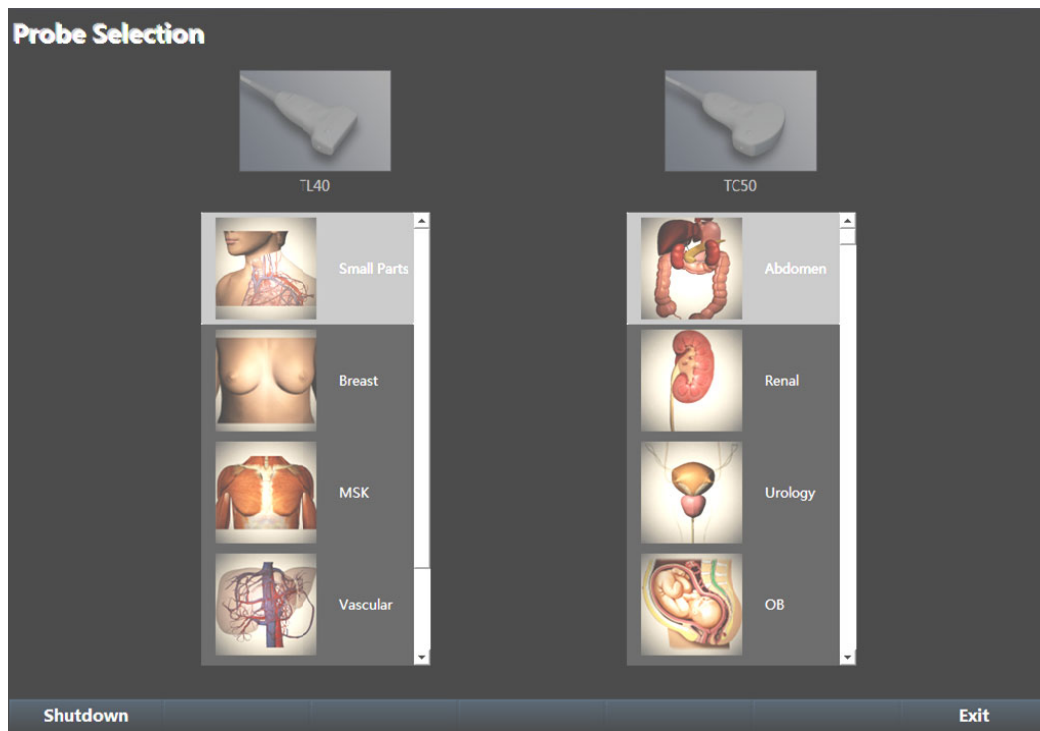 Probe Selection
TL40
TC50
Small Parts
Breast
MSK
Vascular
Abdomen
Renal
Urology
OB
Shutdown
Exit